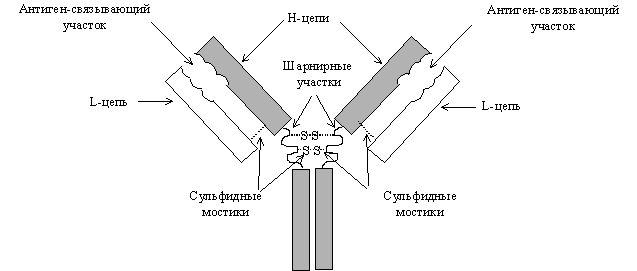 Антиген-связывающий
участок
Н-цепи
Антиген-связывающий
участок
Шарнирные
участки
L-цепь
L-цепь
S-S
S S
Сульфидные
мостики
Сульфидные
мостики